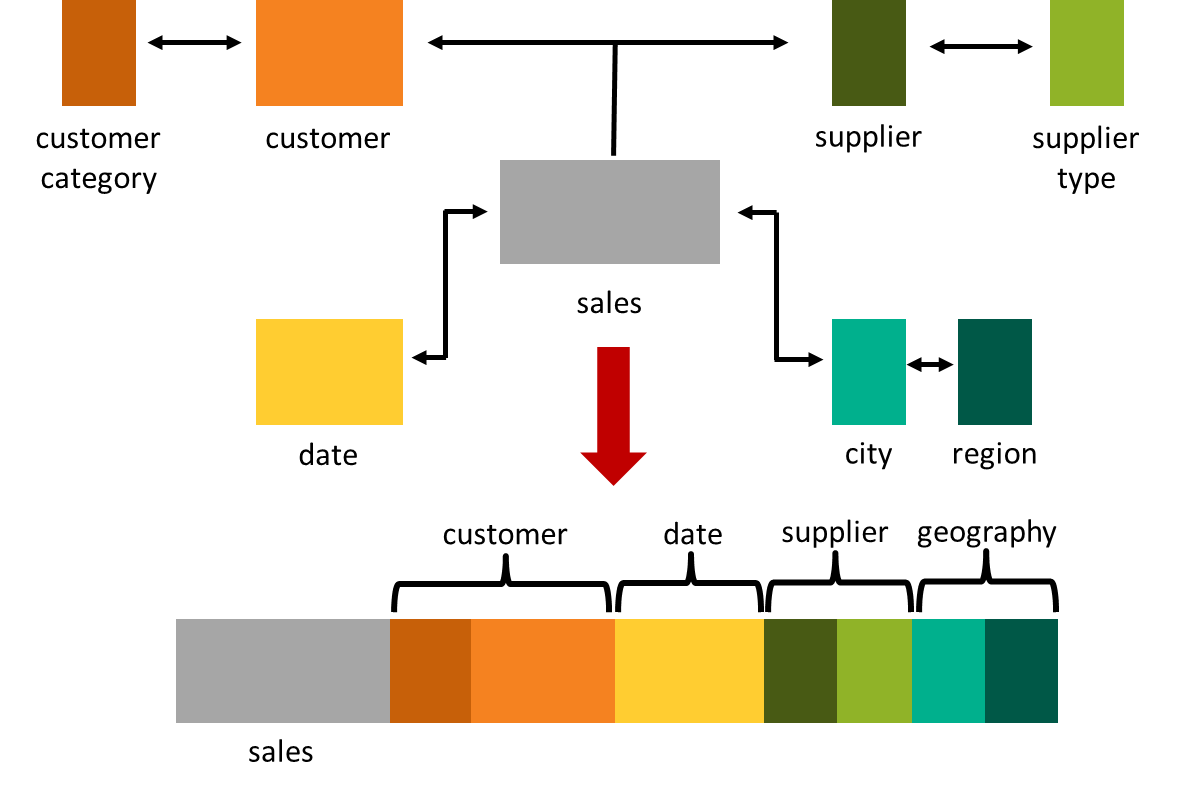 customer
category
customer
supplier
supplier
type
sales
date
city
region
customer
date
supplier
geography
sales